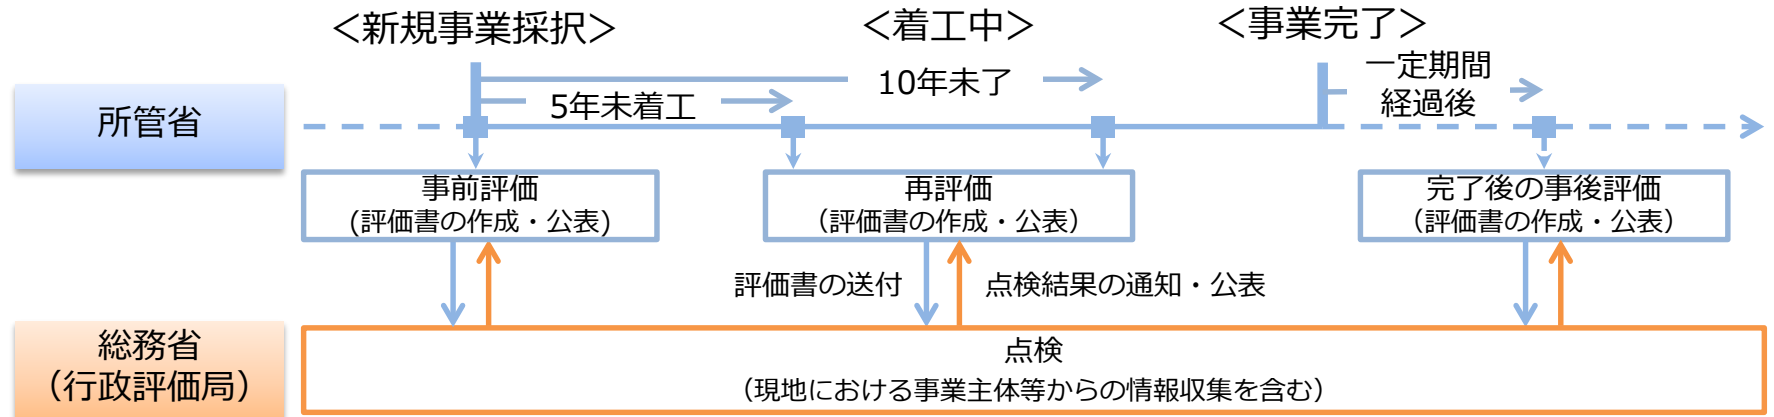 ＜新規事業採択＞
＜着工中＞
＜事業完了＞
10年未了
5年未着工
一定期間
経過後
所管省
事前評価
(評価書の作成・公表)
再評価
（評価書の作成・公表）
完了後の事後評価
（評価書の作成・公表）
評価書の送付
点検結果の通知・公表
総務省
（行政評価局）
点検
（現地における事業主体等からの情報収集を含む）